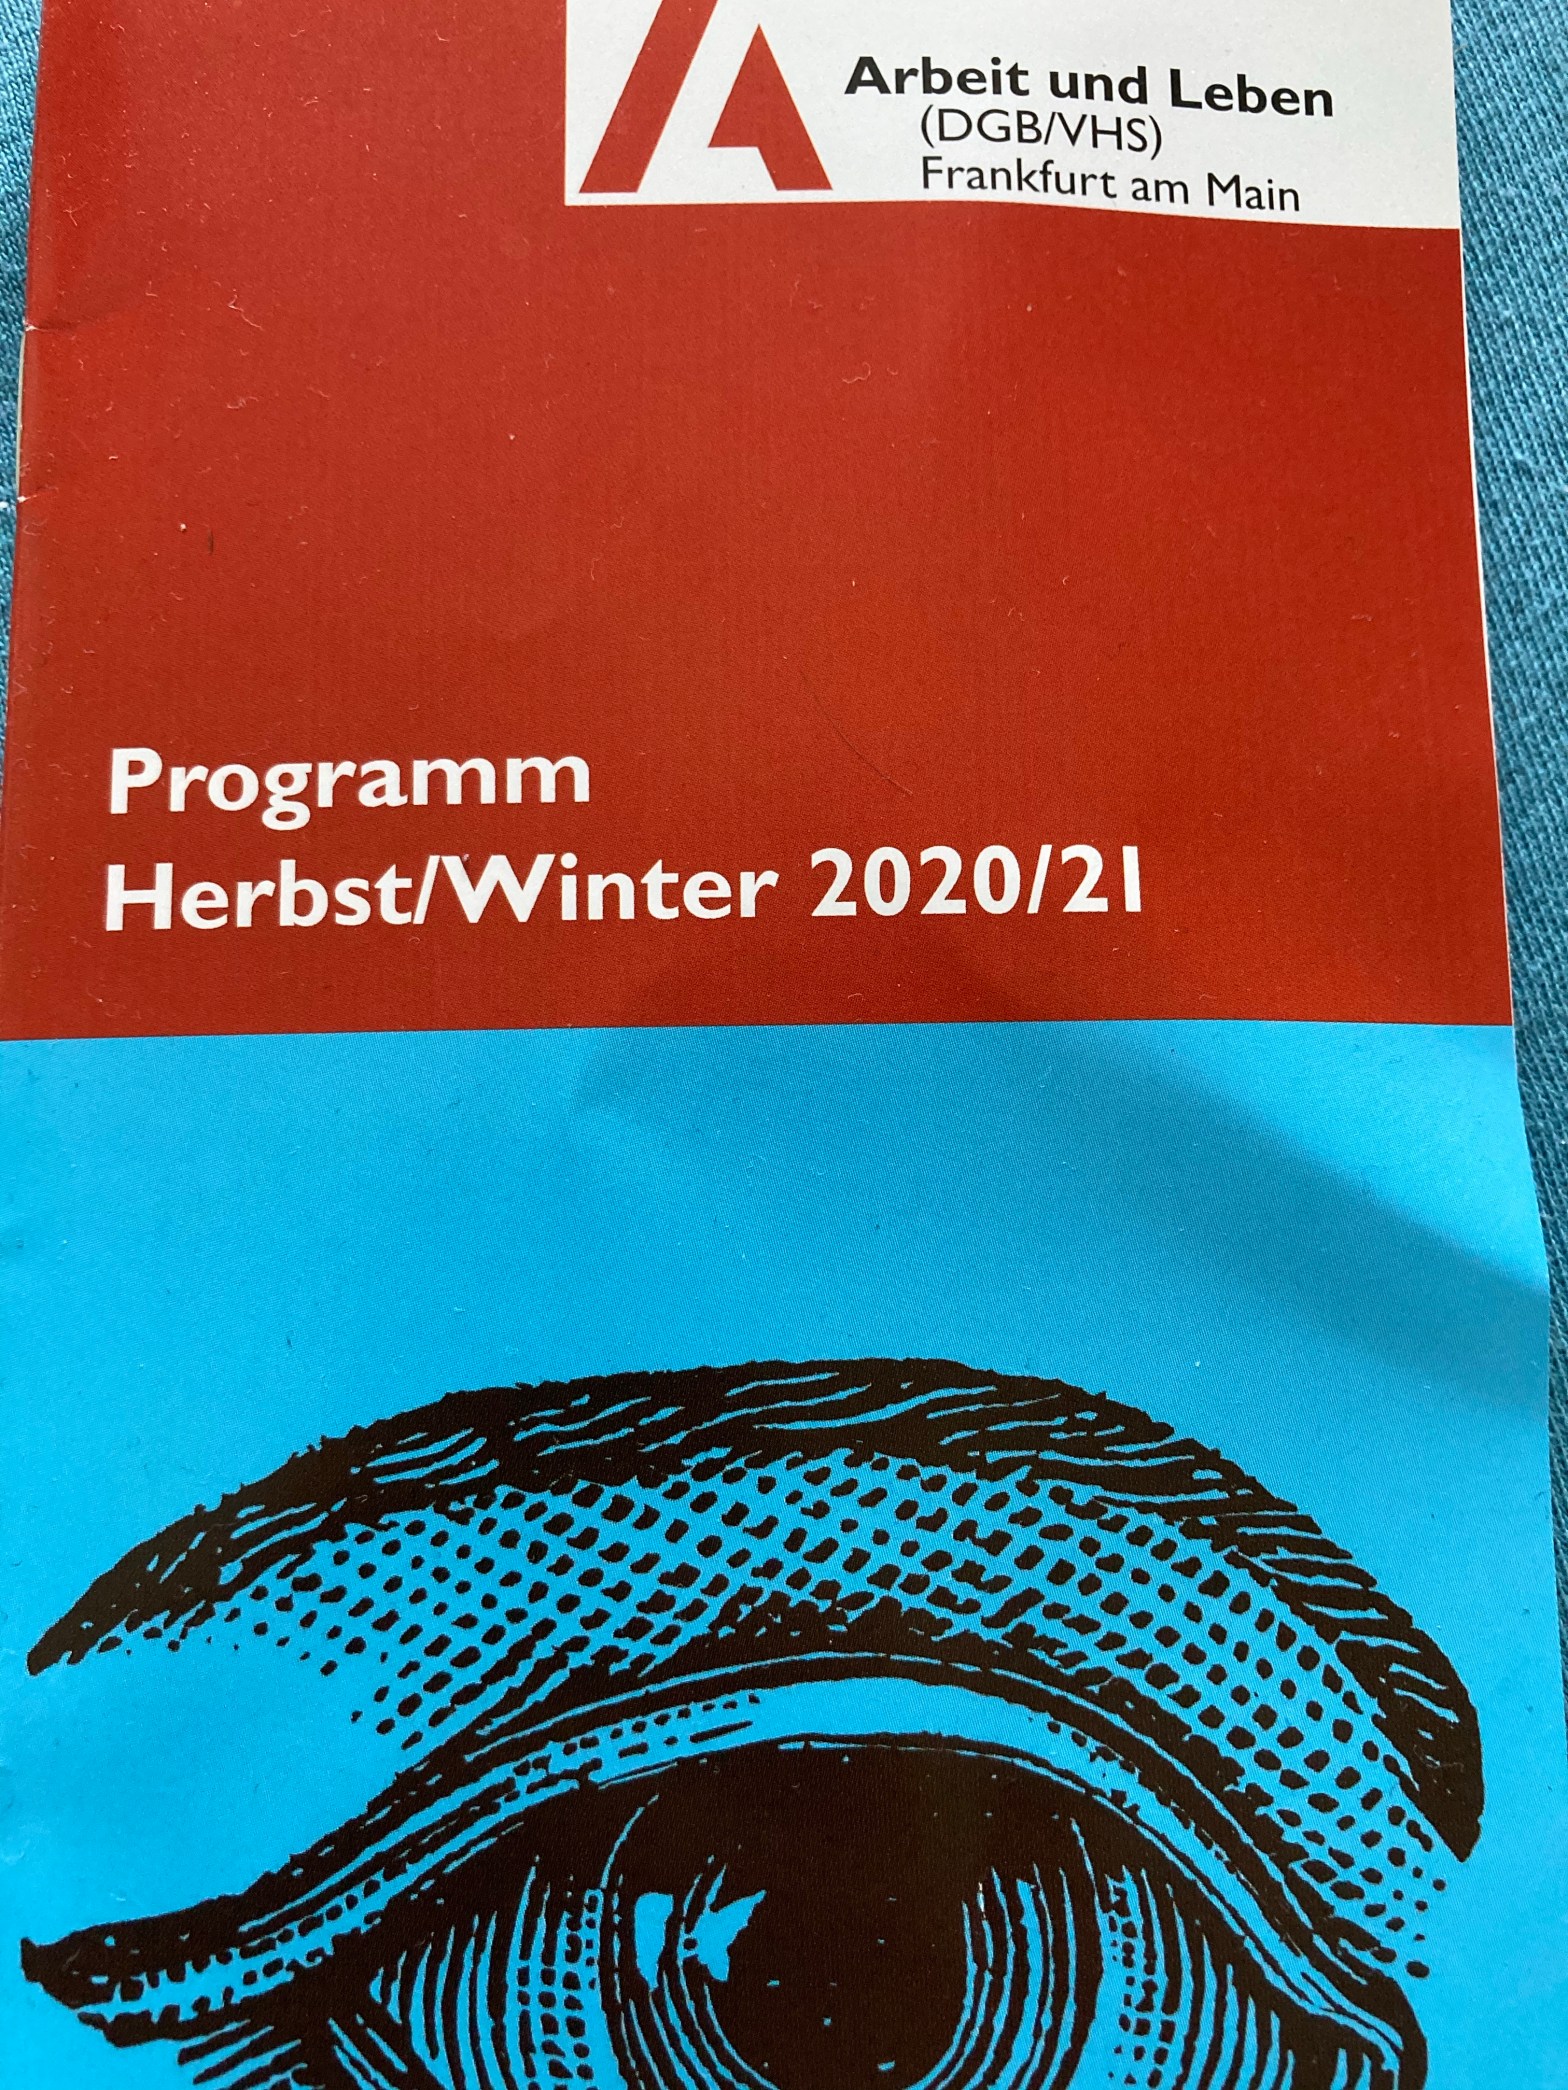 Arbeit und Leben
(DGB/VHS)
Frankfurt am Main
Programm
Herbst/Winter 2020/21